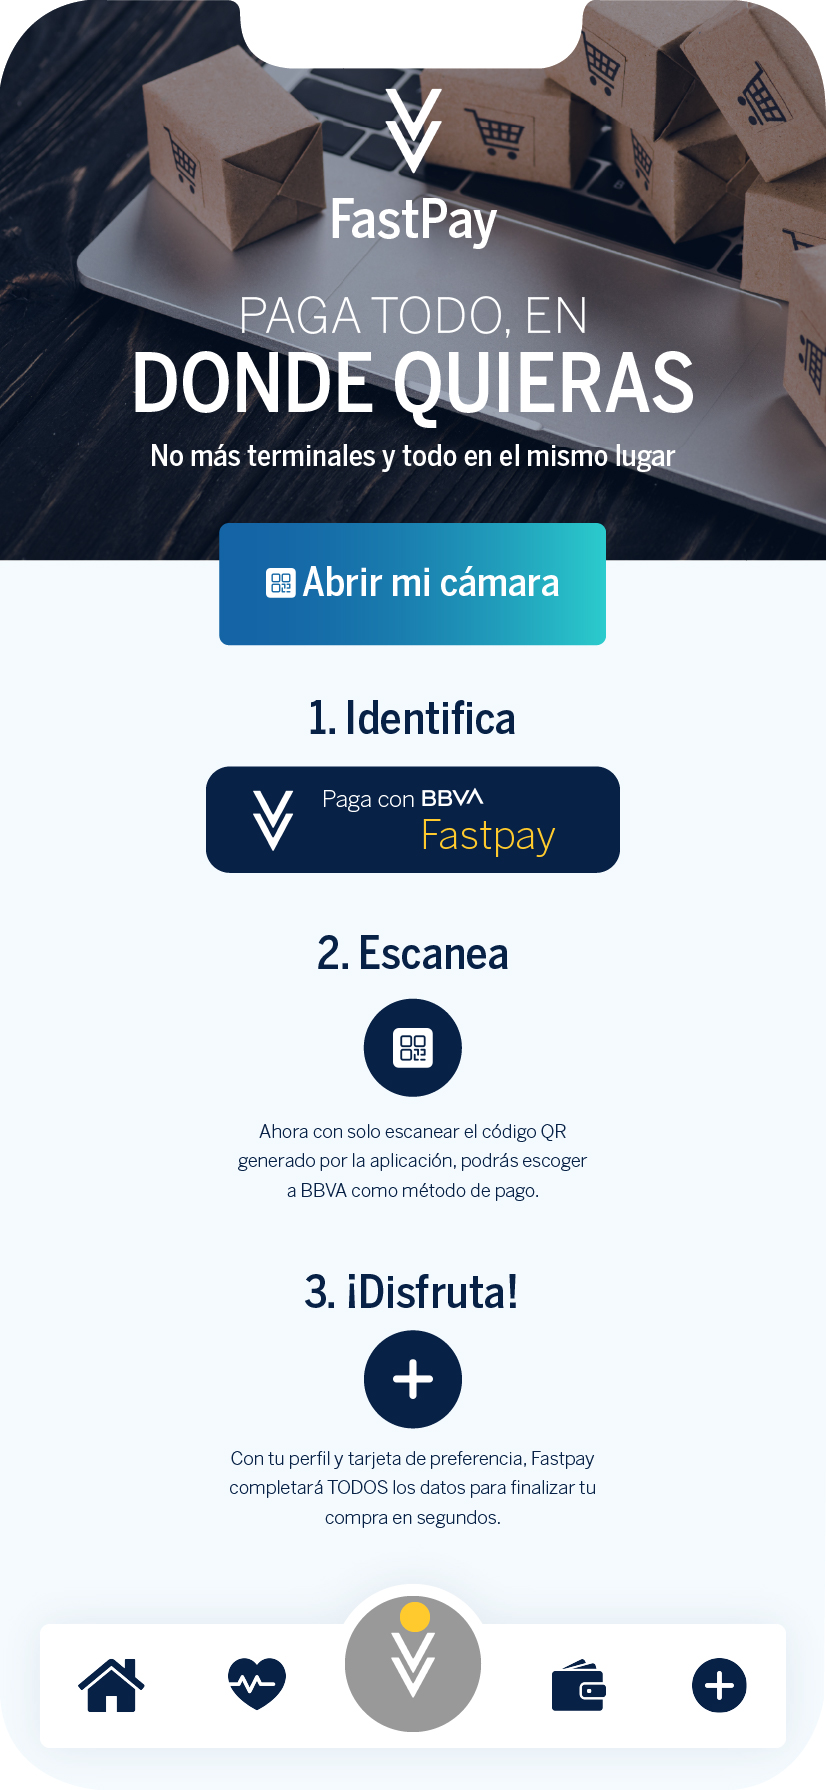 FastPay
PAGA TODO, EN
DONDE QUIERAS
No más terminales y todo en el mismo lugar
Abrir mi cámara
1. Identifica
Paga con BBVA
Fastpay
2. Escanea
Ahora con solo escanear el código QR
generado por la aplicación, podrás escoger
a BBVA como método de pago.
3. ¡Disfruta!
Con tu perfil y tarjeta de preferencia, Fastpay
completará TODOS los datos para finalizar tu
compra en segundos.